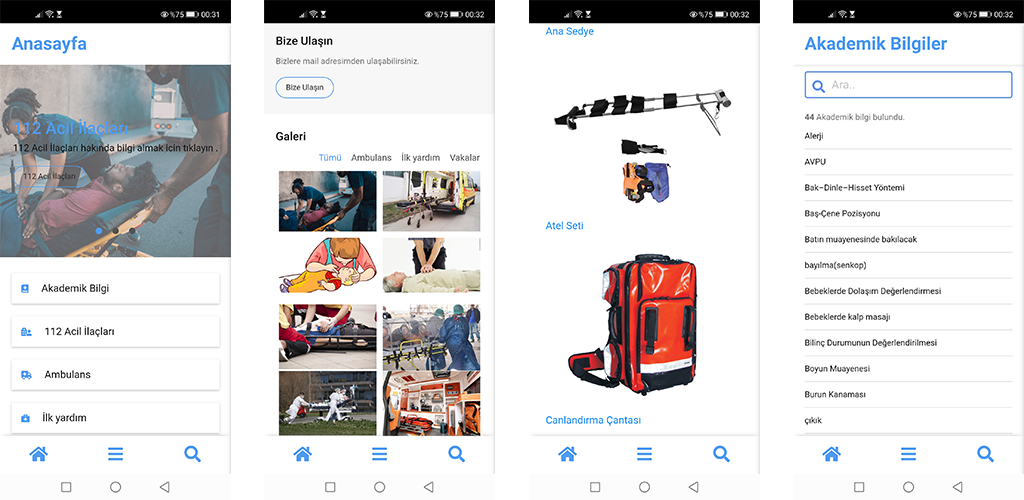 %75 00:31
Anasayfa
112 Acil İlaçları
112 Acil İlaçları hakında bilgi almak için tıklayın .
112 Acil İlaçları
Akademik Bilgi
112 Acil İlaçları
Ambulans
İlk yardım
%75 00:32
Bize Ulaşın
Bizlere mail adresimden ulaşabilirsiniz.
Bize Ulaşın
Galeri
Tümü Ambulans İlk yardım Vakalar
%75 00:32
Ana Sedye
Atel Seti
Canlandırma Çantası
%75 00:32
Akademik Bilgiler
Ara..
44 Akademik bilgi bulundu.
Alerji
AVPU
Bak–Dinle–Hisset Yöntemi
Baş-Çene Pozisyonu
Batın muayenesinde bakılacak
bayılma(senkop)
Bebeklerde Dolaşım Değerlendirmesi
Bebeklerde kalp masajı
Bilinç Durumunun Değerlendirilmesi
Boyun Muayenesi
Burun Kanaması
çıkık